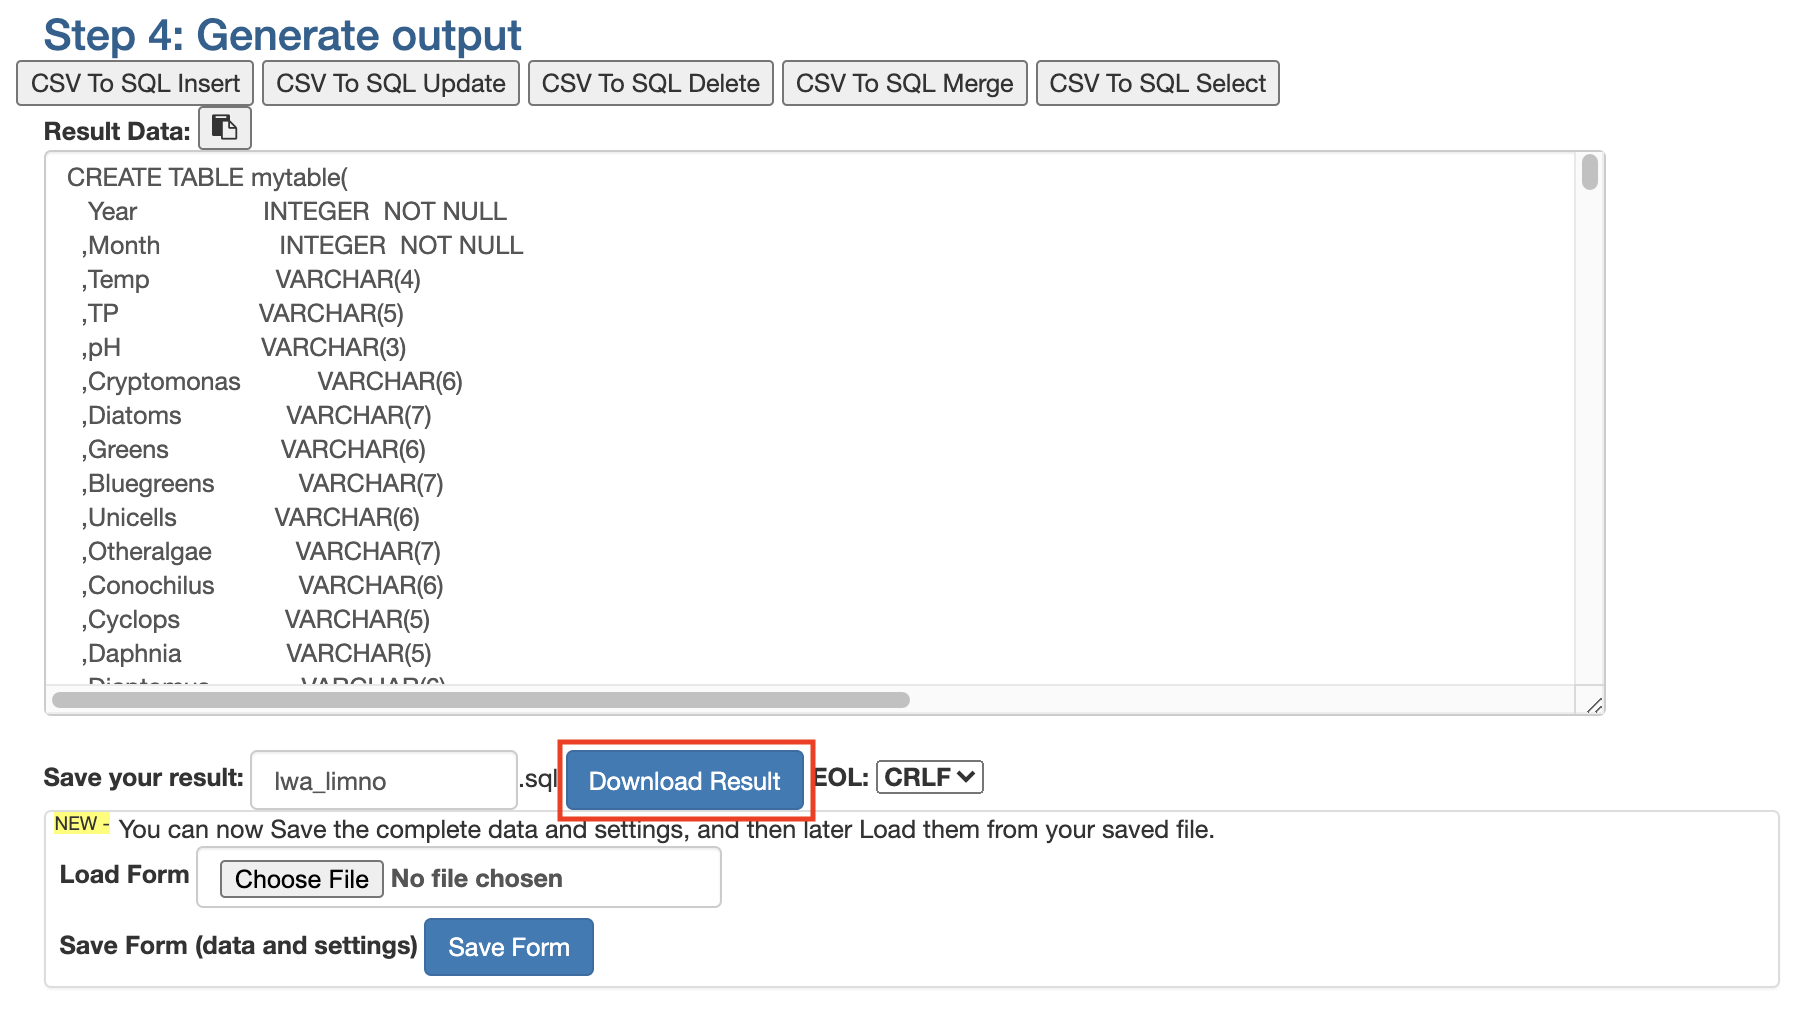 Step 4: Generate output
CSV To SQL Insert CSV To SQL Update CSV To SQL Delete CSV To SQL Merge CSV To SQL Select
Result Data:
CREATE TABLE mytable(
Year INTEGER NOT NULL
,Month INTEGER NOT NULL
,Temp VARCHAR(4)
,TP VARCHAR(5)
,pH VARCHAR(3)
,Cryptomonas VARCHAR(6)
,Diatoms VARCHAR(7)
,Greens VARCHAR(6)
,Bluegreens VARCHAR(7)
,Unicells VARCHAR(6)
,Otheralgae VARCHAR(7)
,Conochilus VARCHAR(6)
,Cyclops VARCHAR(5)
,Daphnia VARCHAR(5)
,Diaptomus VARCHAR(6)
Save your result: lwa_limno .sql Download Result EOL: CRLF
NEW - You can now Save the complete data and settings, and then later Load them from your saved file.
Load Form Choose File No file chosen
Save Form (data and settings) Save Form